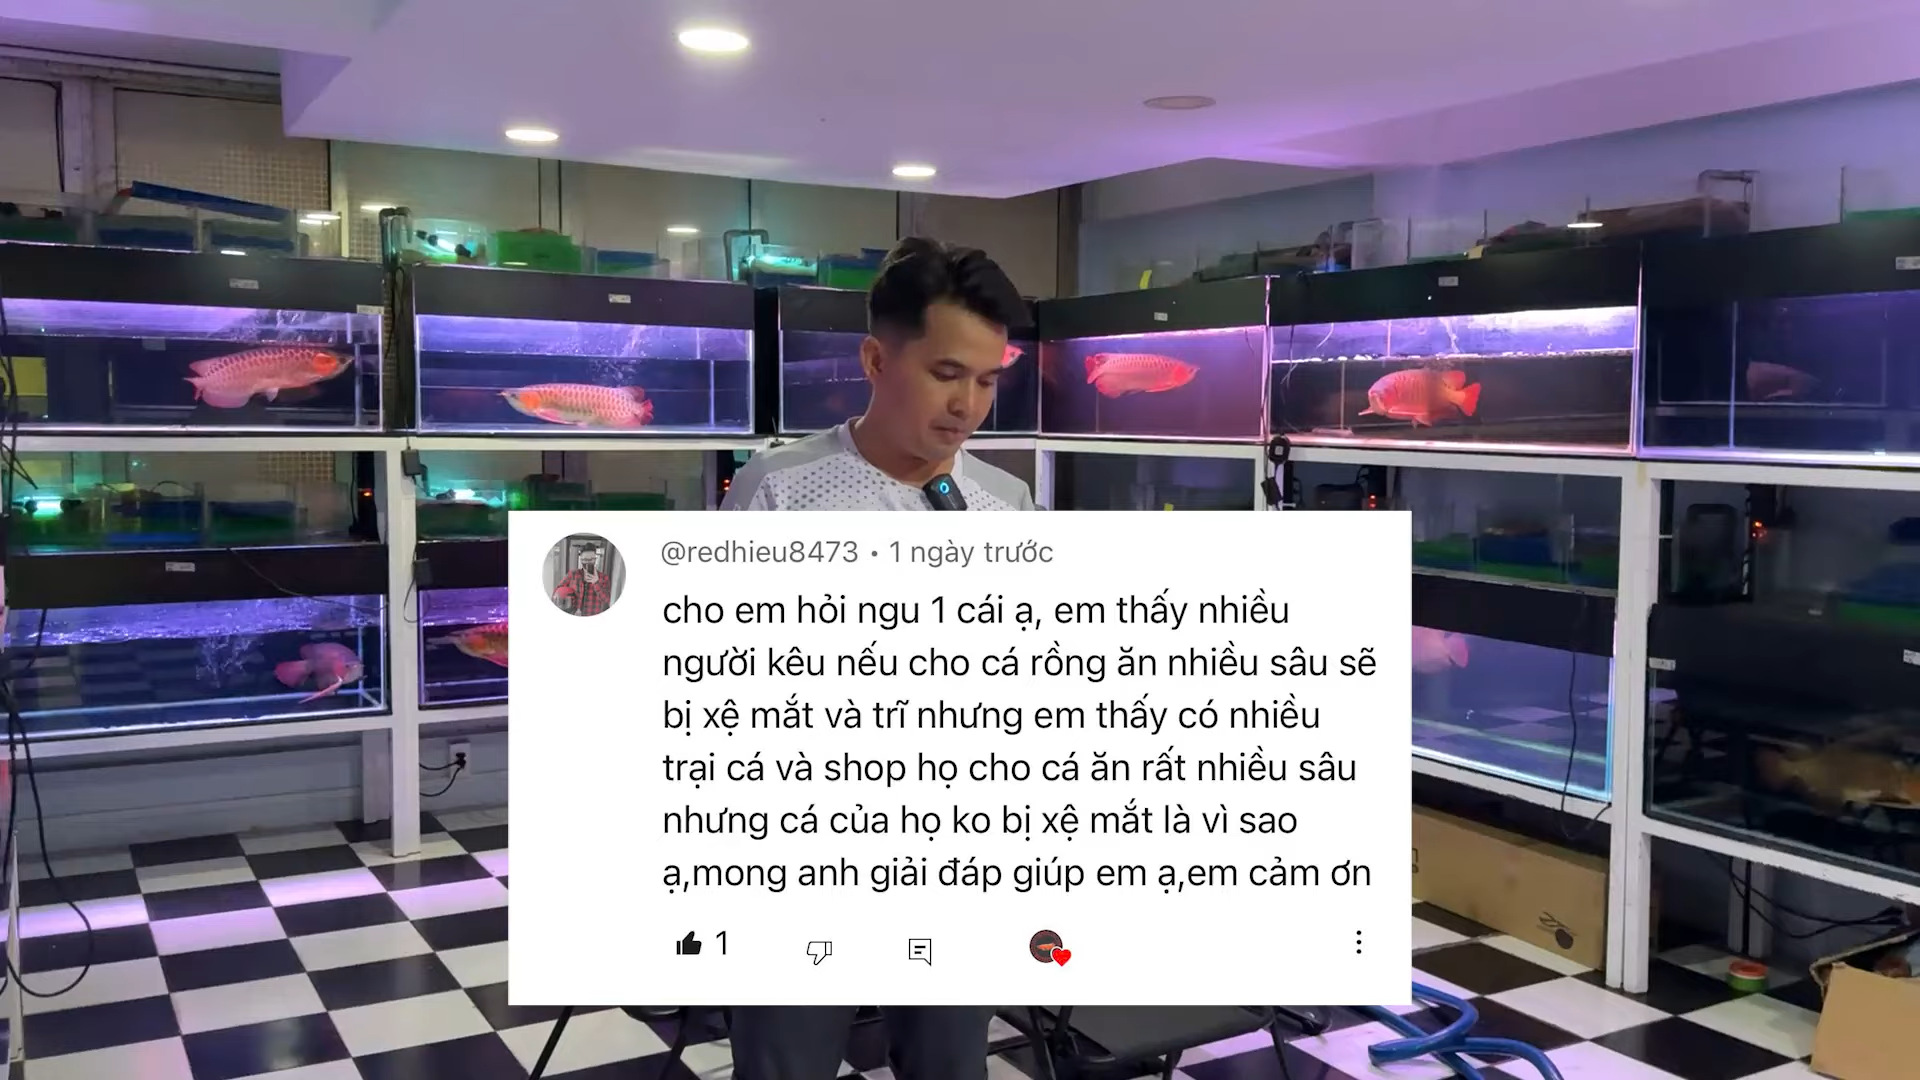 @redhieu8473 • 1 ngày trước
cho em hỏi ngu 1 cái ạ, em thấy nhiều
người kêu nếu cho cá rồng ăn nhiều sâu sẽ
bị xệ mắt và trĩ nhưng em thấy có nhiều
trại cá và shop họ cho cá ăn rất nhiều sâu
nhưng cá của họ ko bị xệ mắt là vì sao
ạ,mong anh giải đáp giúp em ạ,em cảm ơn
1